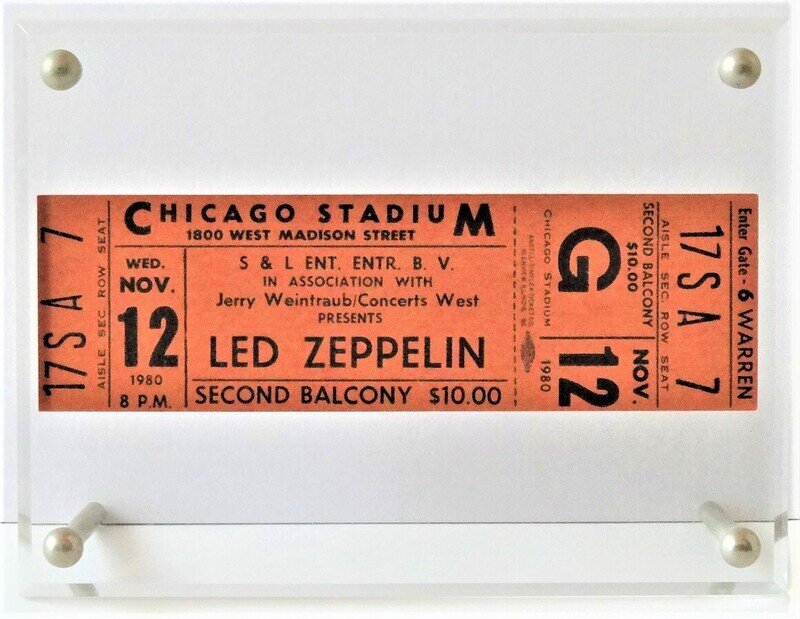 17 S A 7
AISLE SEC. ROW SEAT
CHICAGO STADIUM
1800 WEST MADISON STREET
WED.
NOV.
12
1980
8 P.M.
S & L ENT. ENTR. B. V.
IN ASSOCIATION WITH
Jerry Weintraub/Concerts West
PRESENTS
LED ZEPPELIN
SECOND BALCONY $10.00
CHICAGO STADIUM
1980
G
NOV.
12
SECOND BALCONY
$10.00
AISLE SEC. ROW SEAT
17 S A 7
Enter Gate - 6 WARREN